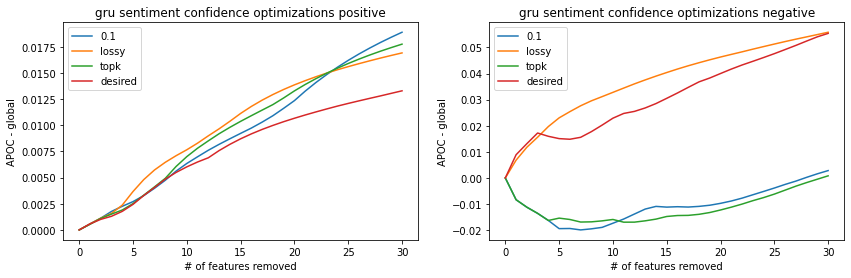 gru sentiment confidence optimizations positive
0.1
lossy
topk
desired
APOC - global
0.0175
0.0150
0.0125
0.0100
0.0075
0.0050
0.0025
0.0000
0 5 10 15 20 25 30
# of features removed
gru sentiment confidence optimizations negative
0.1
lossy
topk
desired
APOC - global
0.05
0.04
0.03
0.02
0.01
0.00
−0.01
−0.02
0 5 10 15 20 25 30
# of features removed